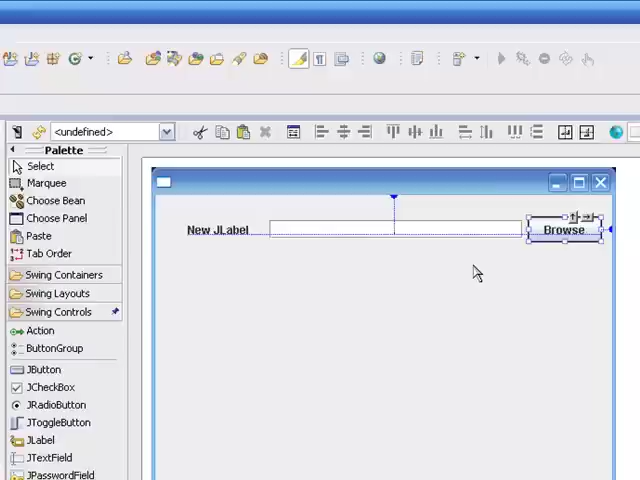 <undefined>
Palette
Select
Marquee
Choose Bean
Choose Panel
Paste
Tab Order
Swing Containers
Swing Layouts
Swing Controls
Action
ButtonGroup
JButton
JCheckBox
JRadioButton
JToggleButton
JLabel
JTextField
JPasswordField
New JLabel
Browse